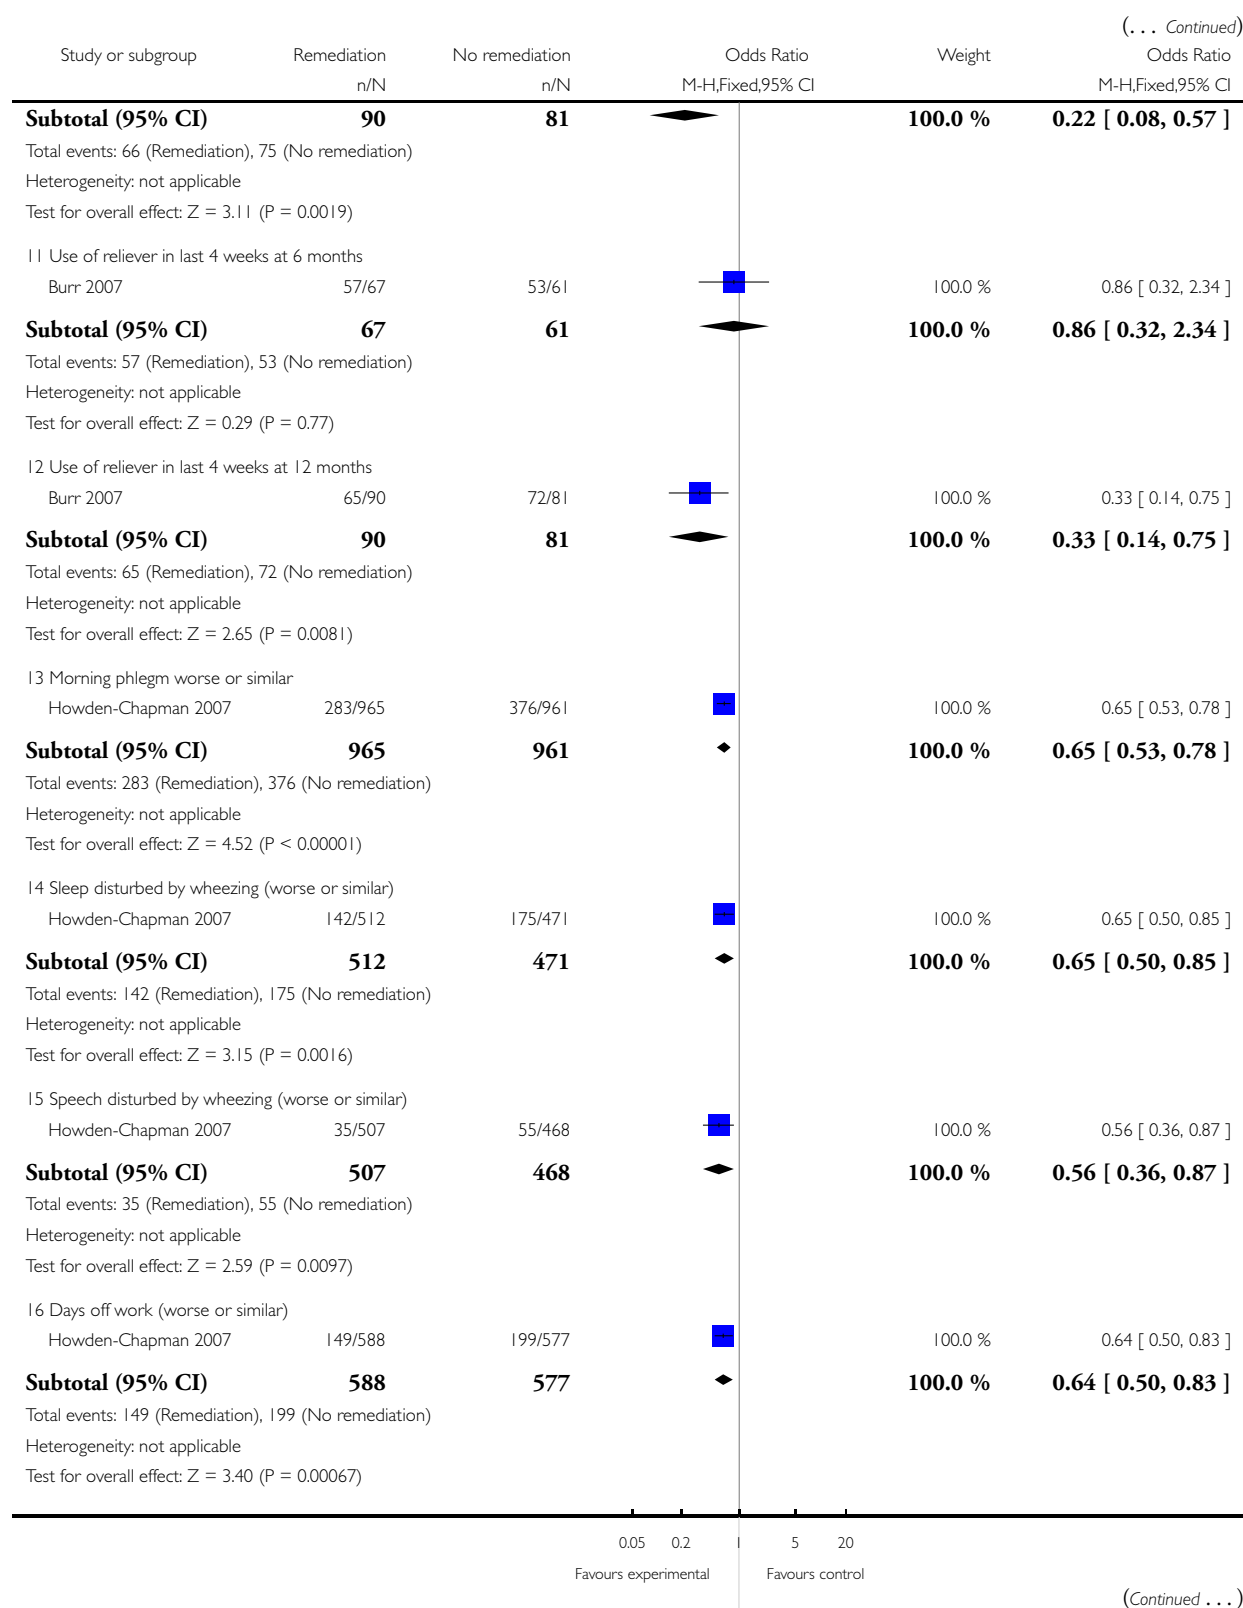 (. . . Continued)
Study or subgroup Remediation No remediation Odds Ratio Weight Odds Ratio
n/N n/N M-H,Fixed,95% CI M-H,Fixed,95% CI
Subtotal (95% CI) 90 81 100.0 % 0.22 [ 0.08, 0.57 ]
Total events: 66 (Remediation), 75 (No remediation)
Heterogeneity: not applicable
Test for overall effect: Z = 3.11 (P = 0.0019)
11 Use of reliever in last 4 weeks at 6 months
Burr 2007 57/67 53/61 100.0 % 0.86 [ 0.32, 2.34 ]
Subtotal (95% CI) 67 61 100.0 % 0.86 [ 0.32, 2.34 ]
Total events: 57 (Remediation), 53 (No remediation)
Heterogeneity: not applicable
Test for overall effect: Z = 0.29 (P = 0.77)
12 Use of reliever in last 4 weeks at 12 months
Burr 2007 65/90 72/81 100.0 % 0.33 [ 0.14, 0.75 ]
Subtotal (95% CI) 90 81 100.0 % 0.33 [ 0.14, 0.75 ]
Total events: 65 (Remediation), 72 (No remediation)
Heterogeneity: not applicable
Test for overall effect: Z = 2.65 (P = 0.0081)
13 Morning phlegm worse or similar
Howden-Chapman 2007 283/965 376/961 100.0 % 0.65 [ 0.53, 0.78 ]
Subtotal (95% CI) 965 961 100.0 % 0.65 [ 0.53, 0.78 ]
Total events: 283 (Remediation), 376 (No remediation)
Heterogeneity: not applicable
Test for overall effect: Z = 4.52 (P < 0.00001)
14 Sleep disturbed by wheezing (worse or similar)
Howden-Chapman 2007 142/512 175/471 100.0 % 0.65 [ 0.50, 0.85 ]
Subtotal (95% CI) 512 471 100.0 % 0.65 [ 0.50, 0.85 ]
Total events: 142 (Remediation), 175 (No remediation)
Heterogeneity: not applicable
Test for overall effect: Z = 3.15 (P = 0.0016)
15 Speech disturbed by wheezing (worse or similar)
Howden-Chapman 2007 35/507 55/468 100.0 % 0.56 [ 0.36, 0.87 ]
Subtotal (95% CI) 507 468 100.0 % 0.56 [ 0.36, 0.87 ]
Total events: 35 (Remediation), 55 (No remediation)
Heterogeneity: not applicable
Test for overall effect: Z = 2.59 (P = 0.0097)
16 Days off work (worse or similar)
Howden-Chapman 2007 149/588 199/577 100.0 % 0.64 [ 0.50, 0.83 ]
Subtotal (95% CI) 588 577 100.0 % 0.64 [ 0.50, 0.83 ]
Total events: 149 (Remediation), 199 (No remediation)
Heterogeneity: not applicable
Test for overall effect: Z = 3.40 (P = 0.00067)
0.05 0.2 1 5 20
Favours experimental Favours control
(Continued . . . )